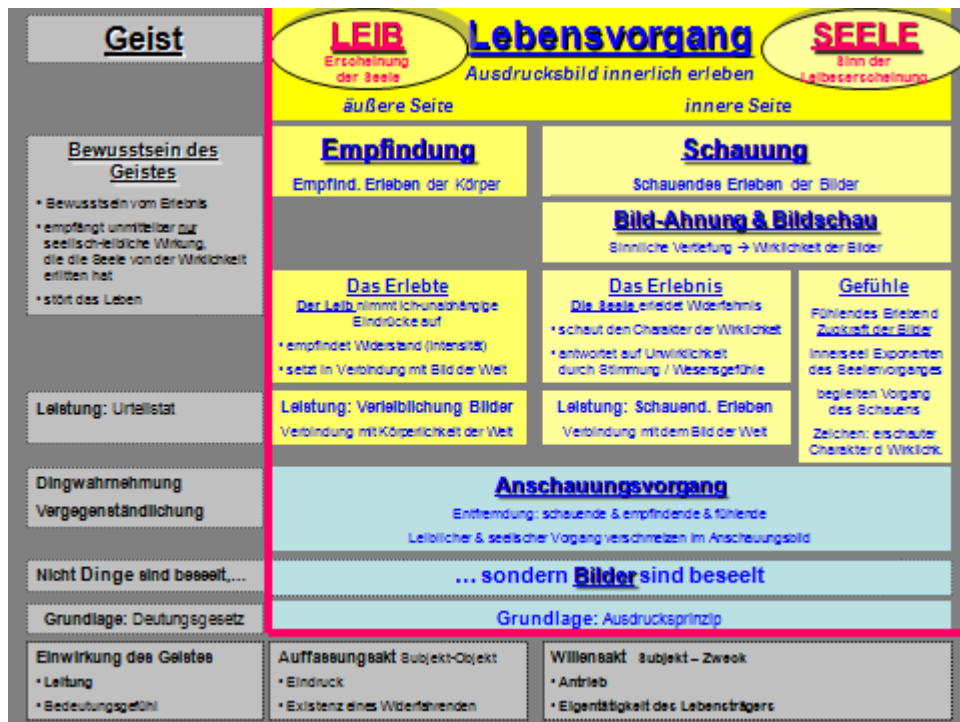 Geist
LEIB
Erscheinung
der Seele
Lebensvorgang
Ausdrucksbild innerlich erleben
SEELE
Sinn der
Leibeserscheinung
äußere Seite
innere Seite
Bewusstsein des
Geistes
• Bewusstsein vom Erlebnis
• empfängt unmittelbar nur
seelisch-leibliche Wirkung,
die die Seele von der Wirklichkeit
erlitten hat
• stört das Leben
Empfindung
Empfind. Erleben der Körper
Schauung
Schauendes Erleben der Bilder
Bild-Ahnung & Bildschau
Sinnliche Vertiefung → Wirklichkeit der Bilder
Das Erlebte
Der Leib nimmt ich-unabhängige
Eindrücke auf
• empfindet Widerstand (Intensität)
• setzt in Verbindung mit Bild der Welt
Das Erlebnis
Die Seele erleidet Widerfahrnis
• schaut den Charakter der Wirklichkeit
• antwortet auf Unwirklichkeit
durch Stimmung / Wesensgefühle
Gefühle
Fühlendes Erleben d
Zugkraft der Bilder
Innerseel Exponenten
des Seelenvorganges
begleiten Vorgang
des Schauens
Zeichen: erschauter
Charakter d Wirklichk.
Leistung: Urteilstat
Leistung: Verleiblichung Bilder
Verbindung mit Körperlichkeit der Welt
Leistung: Schauend. Erleben
Verbindung mit dem Bild der Welt
Dingwahrnehmung
Vergegenständlichung
Anschauungsvorgang
Entfremdung: schauende & empfindende & fühlende
Leiblicher & seelischer Vorgang verschmelzen im Anschauungsbild
Nicht Dinge sind beseelt,...
... sondern Bilder sind beseelt
Grundlage: Deutungsgesetz
Grundlage: Ausdrucksprinzip
Einwirkung des Geistes
• Leitung
• Bedeutungsgefühl
Auffassungsakt Subjekt-Objekt
• Eindruck
• Existenz eines Widerfahrenden
Willensakt Subjekt – Zweck
• Antrieb
• Eigentätigkeit des Lebensträgers